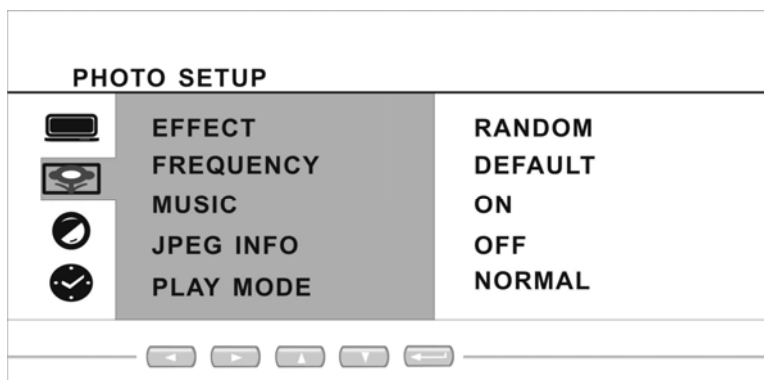 PHOTO SETUP
EFFECT RANDOM
FREQUENCY DEFAULT
MUSIC ON
JPEG INFO OFF
PLAY MODE NORMAL